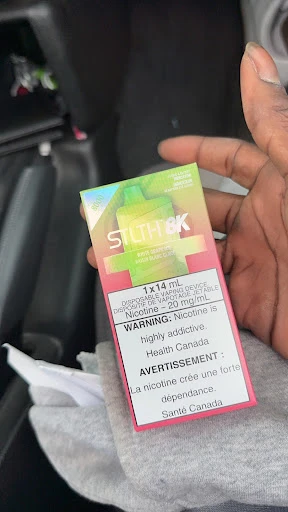 STLTH 8K
1 x 14 mL
DISPOSABLE VAPING DEVICE
DISPOSITIF DE VAPOTAGE JETABLE
Nicotine - 20 mg/mL
WARNING: Nicotine is
highly addictive.
Health Canada
AVERTISSEMENT :
La nicotine crée une forte
dépendance.
Santé Canada